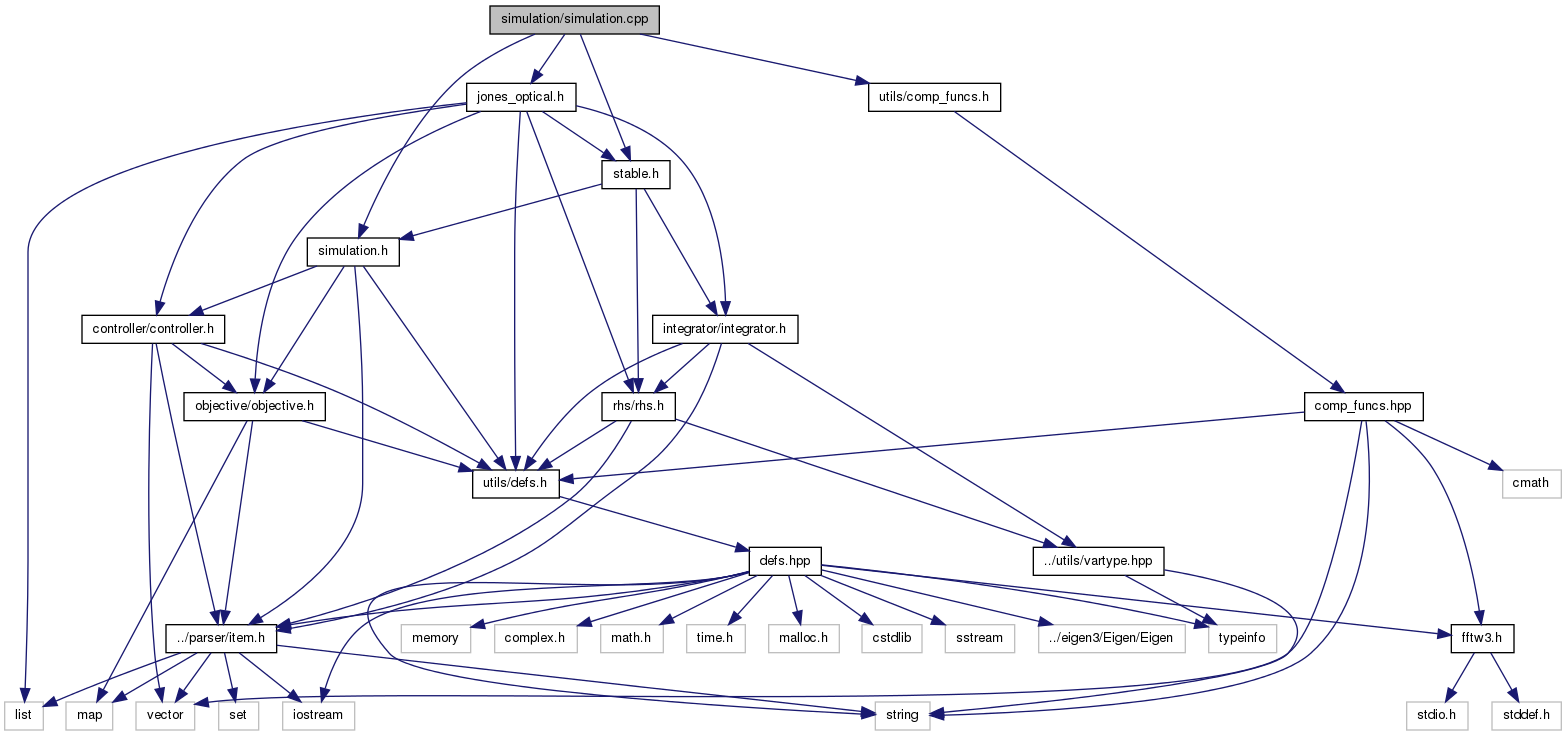 simulation/simulation.cpp
jones_optical.h
utils/comp_funcs.h
stable.h
simulation.h
controller/controller.h
integrator/integrator.h
objective/objective.h
rhs/rhs.h
comp_funcs.hpp
utils/defs.h
cmath
defs.hpp
../utils/vartype.hpp
../parser/item.h
memory
complex.h
math.h
time.h
malloc.h
cstdlib
sstream
../eigen3/Eigen/Eigen
typeinfo
fftw3.h
list
map
vector
set
iostream
string
stdio.h
stddef.h